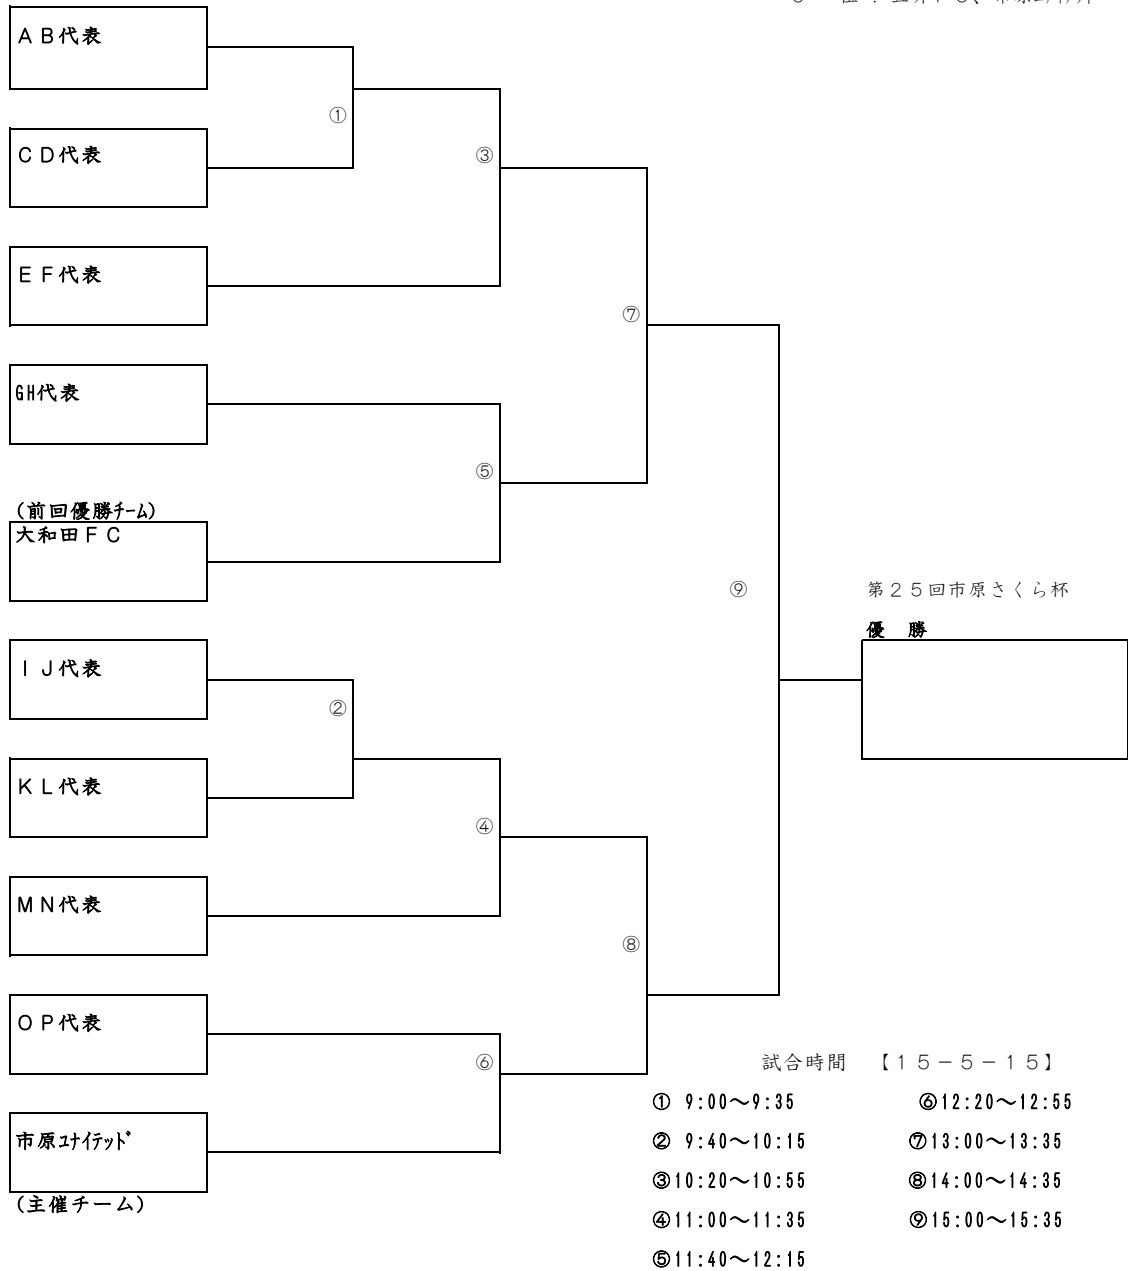 ＡＢ代表
①
ＣＤ代表
③
ＥＦ代表
⑦
GH代表
⑤
(前回優勝ﾁｰﾑ)
大和田ＦＣ
⑨
第２５回市原さくら杯
優　勝
ＩＪ代表
②
ＫＬ代表
④
ＭＮ代表
⑧
ＯＰ代表
⑥
市原ﾕﾅｲﾃｯﾄﾞ
(主催チーム)
試合時間　【１５－５－１５】
① 9:00～9:35
② 9:40～10:15
③10:20～10:55
④11:00～11:35
⑤11:40～12:15
⑥12:20～12:55
⑦13:00～13:35
⑧14:00～14:35
⑨15:00～15:35